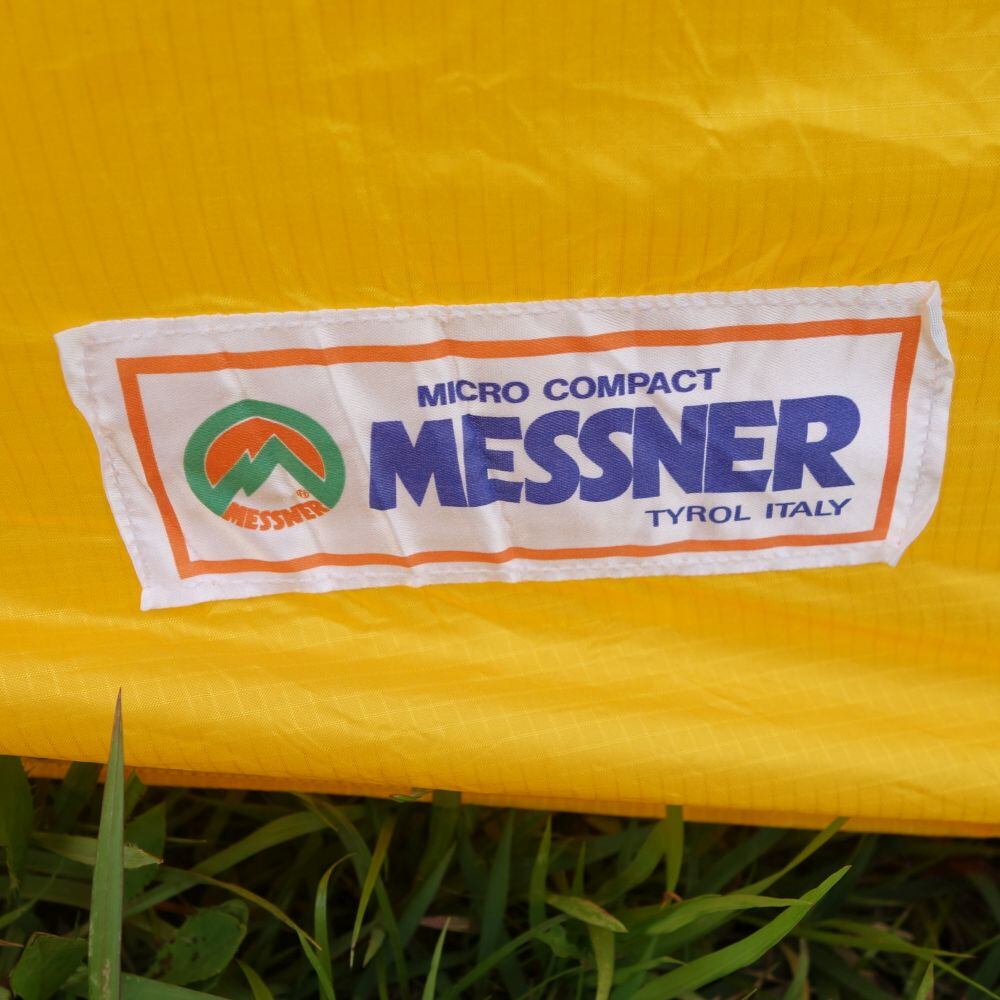 MICRO COMPACT
MESSNER
TYROL ITALY
MESSNER®